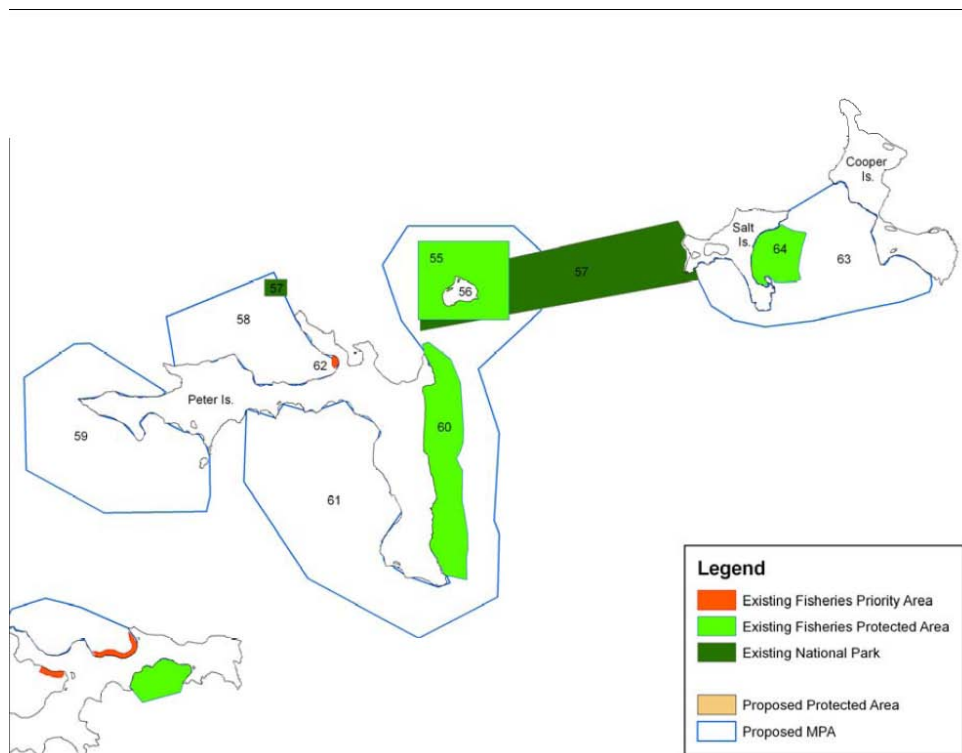 Cooper
Is.
Salt
Is.
64
63
55
57
56
57
58
62
Peter Is.
59
60
61
Legend
Existing Fisheries Priority Area
Existing Fisheries Protected Area
Existing National Park
Proposed Protected Area
Proposed MPA